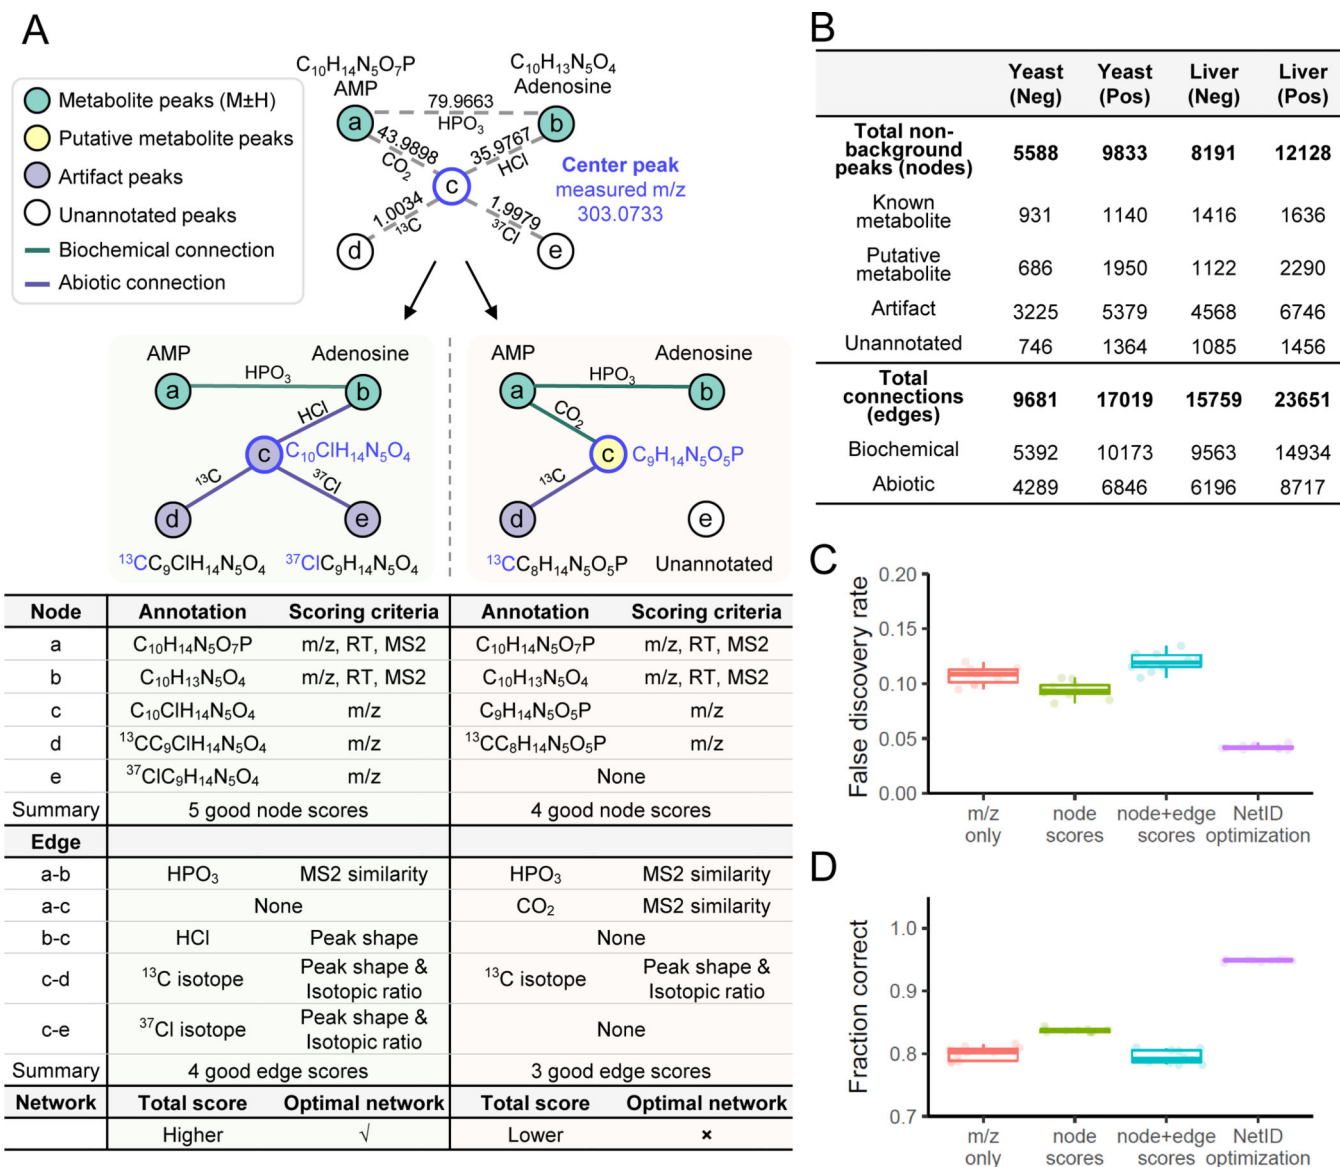 A
Metabolite peaks (M±H)
Putative metabolite peaks
Artifact peaks
Unannotated peaks
Biochemical connection
Abiotic connection
C₁₀H₁₄N₅O₇P
AMP
C₁₀H₁₃N₅O₄
Adenosine
79.9663
HPO₃
a
b
43.9898
CO₂
35.9767
HCl
c
Center peak
measured m/z
303.0733
1.0034
¹³C
1.9979
³⁷Cl
d
e
AMP
Adenosine
HPO₃
a
b
HCl
c
C₁₀ClH₁₄N₅O₄
¹³C
³⁷Cl
d
e
¹³CC₉ClH₁₄N₅O₄
³⁷ClC₉H₁₄N₅O₄
AMP
Adenosine
HPO₃
a
b
CO₂
c
C₉H₁₄N₅O₅P
¹³C
d
e
¹³CC₈H₁₄N₅O₅P
Unannotated
Node Annotation Scoring criteria Annotation Scoring criteria
a C₁₀H₁₄N₅O₇P m/z, RT, MS2 C₁₀H₁₄N₅O₇P m/z, RT, MS2
b C₁₀H₁₃N₅O₄ m/z, RT, MS2 C₁₀H₁₃N₅O₄ m/z, RT, MS2
c C₁₀ClH₁₄N₅O₄ m/z C₉H₁₄N₅O₅P m/z
d ¹³CC₉ClH₁₄N₅O₄ m/z ¹³CC₈H₁₄N₅O₅P m/z
e ³⁷ClC₉H₁₄N₅O₄ m/z None
Summary 5 good node scores 4 good node scores
Edge
a-b HPO₃ MS2 similarity HPO₃ MS2 similarity
a-c None CO₂ MS2 similarity
b-c HCl Peak shape None
c-d ¹³C isotope Peak shape & Isotopic ratio ¹³C isotope Peak shape & Isotopic ratio
c-e ³⁷Cl isotope Peak shape & Isotopic ratio None
Summary 4 good edge scores 3 good edge scores
Network Total score Optimal network Total score Optimal network
Higher √ Lower ×
B
Yeast (Neg) Yeast (Pos) Liver (Neg) Liver (Pos)
Total non-background peaks (nodes) 5588 9833 8191 12128
Known metabolite 931 1140 1416 1636
Putative metabolite 686 1950 1122 2290
Artifact 3225 5379 4568 6746
Unannotated 746 1364 1085 1456
Total connections (edges) 9681 17019 15759 23651
Biochemical 5392 10173 9563 14934
Abiotic 4289 6846 6196 8717
C
False discovery rate
0.20
0.15
0.10
0.05
0.00
m/z only
node scores
node+edge scores
NetID optimization
D
Fraction correct
1.0
0.9
0.8
0.7
m/z only
node scores
node+edge scores
NetID optimization